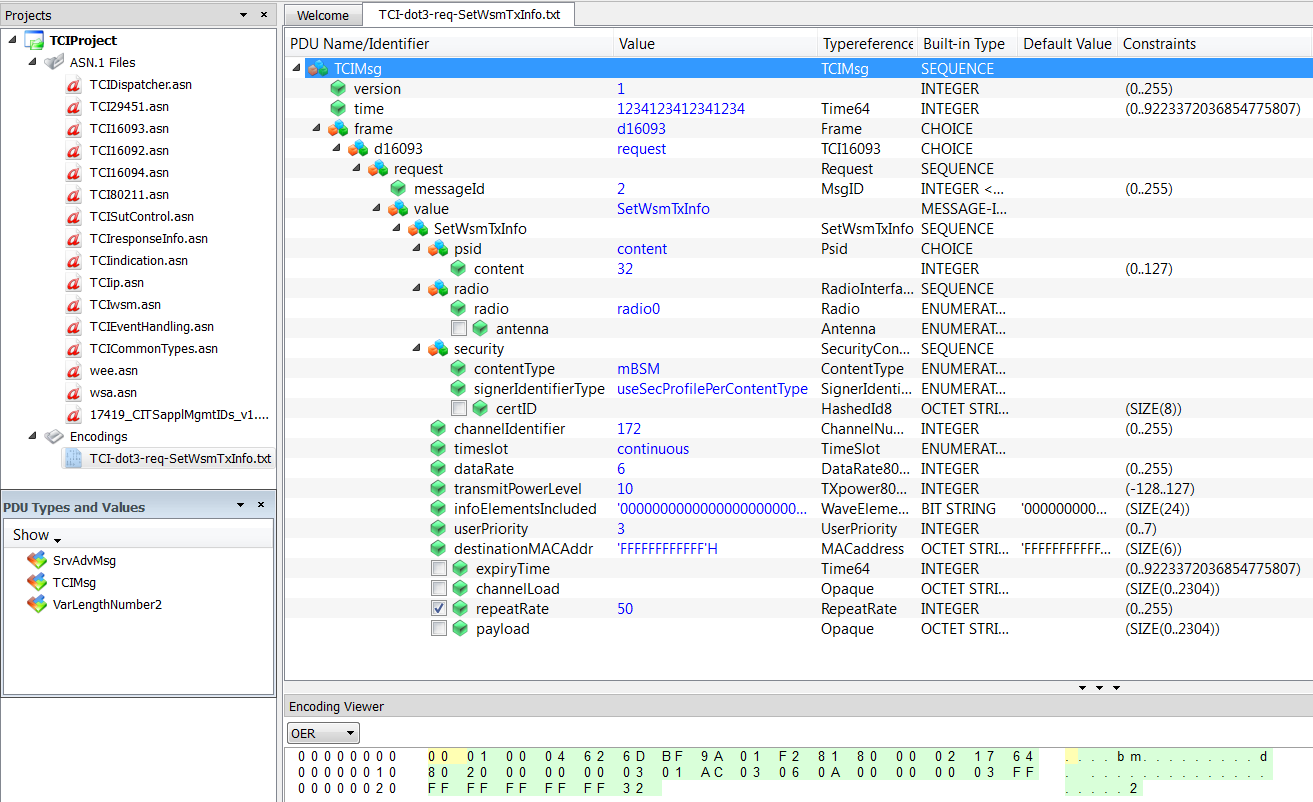 Projects
TCIProject
ASN.1 Files
TCIDispatcher.asn
TCI29451.asn
TCI16093.asn
TCI16092.asn
TCI16094.asn
TCI80211.asn
TCISutControl.asn
TCIresponseInfo.asn
TCIindication.asn
TCIip.asn
TCIwsm.asn
TCIEventHandling.asn
TCICommonTypes.asn
wee.asn
wsa.asn
17419_CITSapplMgmtIDs_v1....
Encodings
TCI-dot3-req-SetWsmTxInfo.txt
PDU Types and Values
Show
SrvAdvMsg
TCIMsg
VarLengthNumber2
Welcome TCI-dot3-req-SetWsmTxInfo.txt
PDU Name/Identifier Value Typereference Built-in Type Default Value Constraints
TCIMsg TCIMsg SEQUENCE
version 1 INTEGER (0..255)
time 1234123412341234 Time64 INTEGER (0..9223372036854775807)
frame d16093 Frame CHOICE
d16093 request TCI16093 CHOICE
request Request SEQUENCE
messageId 2 MsgID INTEGER <... (0..255)
value SetWsmTxInfo MESSAGE-I...
SetWsmTxInfo SetWsmTxInfo SEQUENCE
psid content Psid CHOICE
content 32 INTEGER (0..127)
radio RadioInterfa... SEQUENCE
radio radio0 Radio ENUMERAT...
antenna Antenna ENUMERAT...
security SecurityCon... SEQUENCE
contentType mBSM ContentType ENUMERAT...
signerIdentifierType useSecProfilePerContentType SignerIdenti... ENUMERAT...
certID HashedId8 OCTET STRI... (SIZE(8))
channelIdentifier 172 ChannelNu... INTEGER (0..255)
timeslot continuous TimeSlot ENUMERAT...
dataRate 6 DataRate80... INTEGER (0..255)
transmitPowerLevel 10 TXpower80... INTEGER (-128..127)
infoElementsIncluded '0000000000000000000000... WaveEleme... BIT STRING '000000000... (SIZE(24))
userPriority 3 UserPriority INTEGER (0..7)
destinationMACAddr 'FFFFFFFFFFFF'H MACaddress OCTET STRI... 'FFFFFFFFFFF... (SIZE(6))
expiryTime Time64 INTEGER (0..9223372036854775807)
channelLoad Opaque OCTET STRI... (SIZE(0..2304))
repeatRate 50 RepeatRate INTEGER (0..255)
payload Opaque OCTET STRI... (SIZE(0..2304))
Encoding Viewer
OER
00000000 00 01 00 04 62 6D BF 9A 01 F2 81 80 00 02 17 64 ....bm.........d
00000010 80 20 00 00 00 03 01 AC 03 06 0A 00 00 00 03 FF . ..............
00000020 FF FF FF FF FF 32 .....2